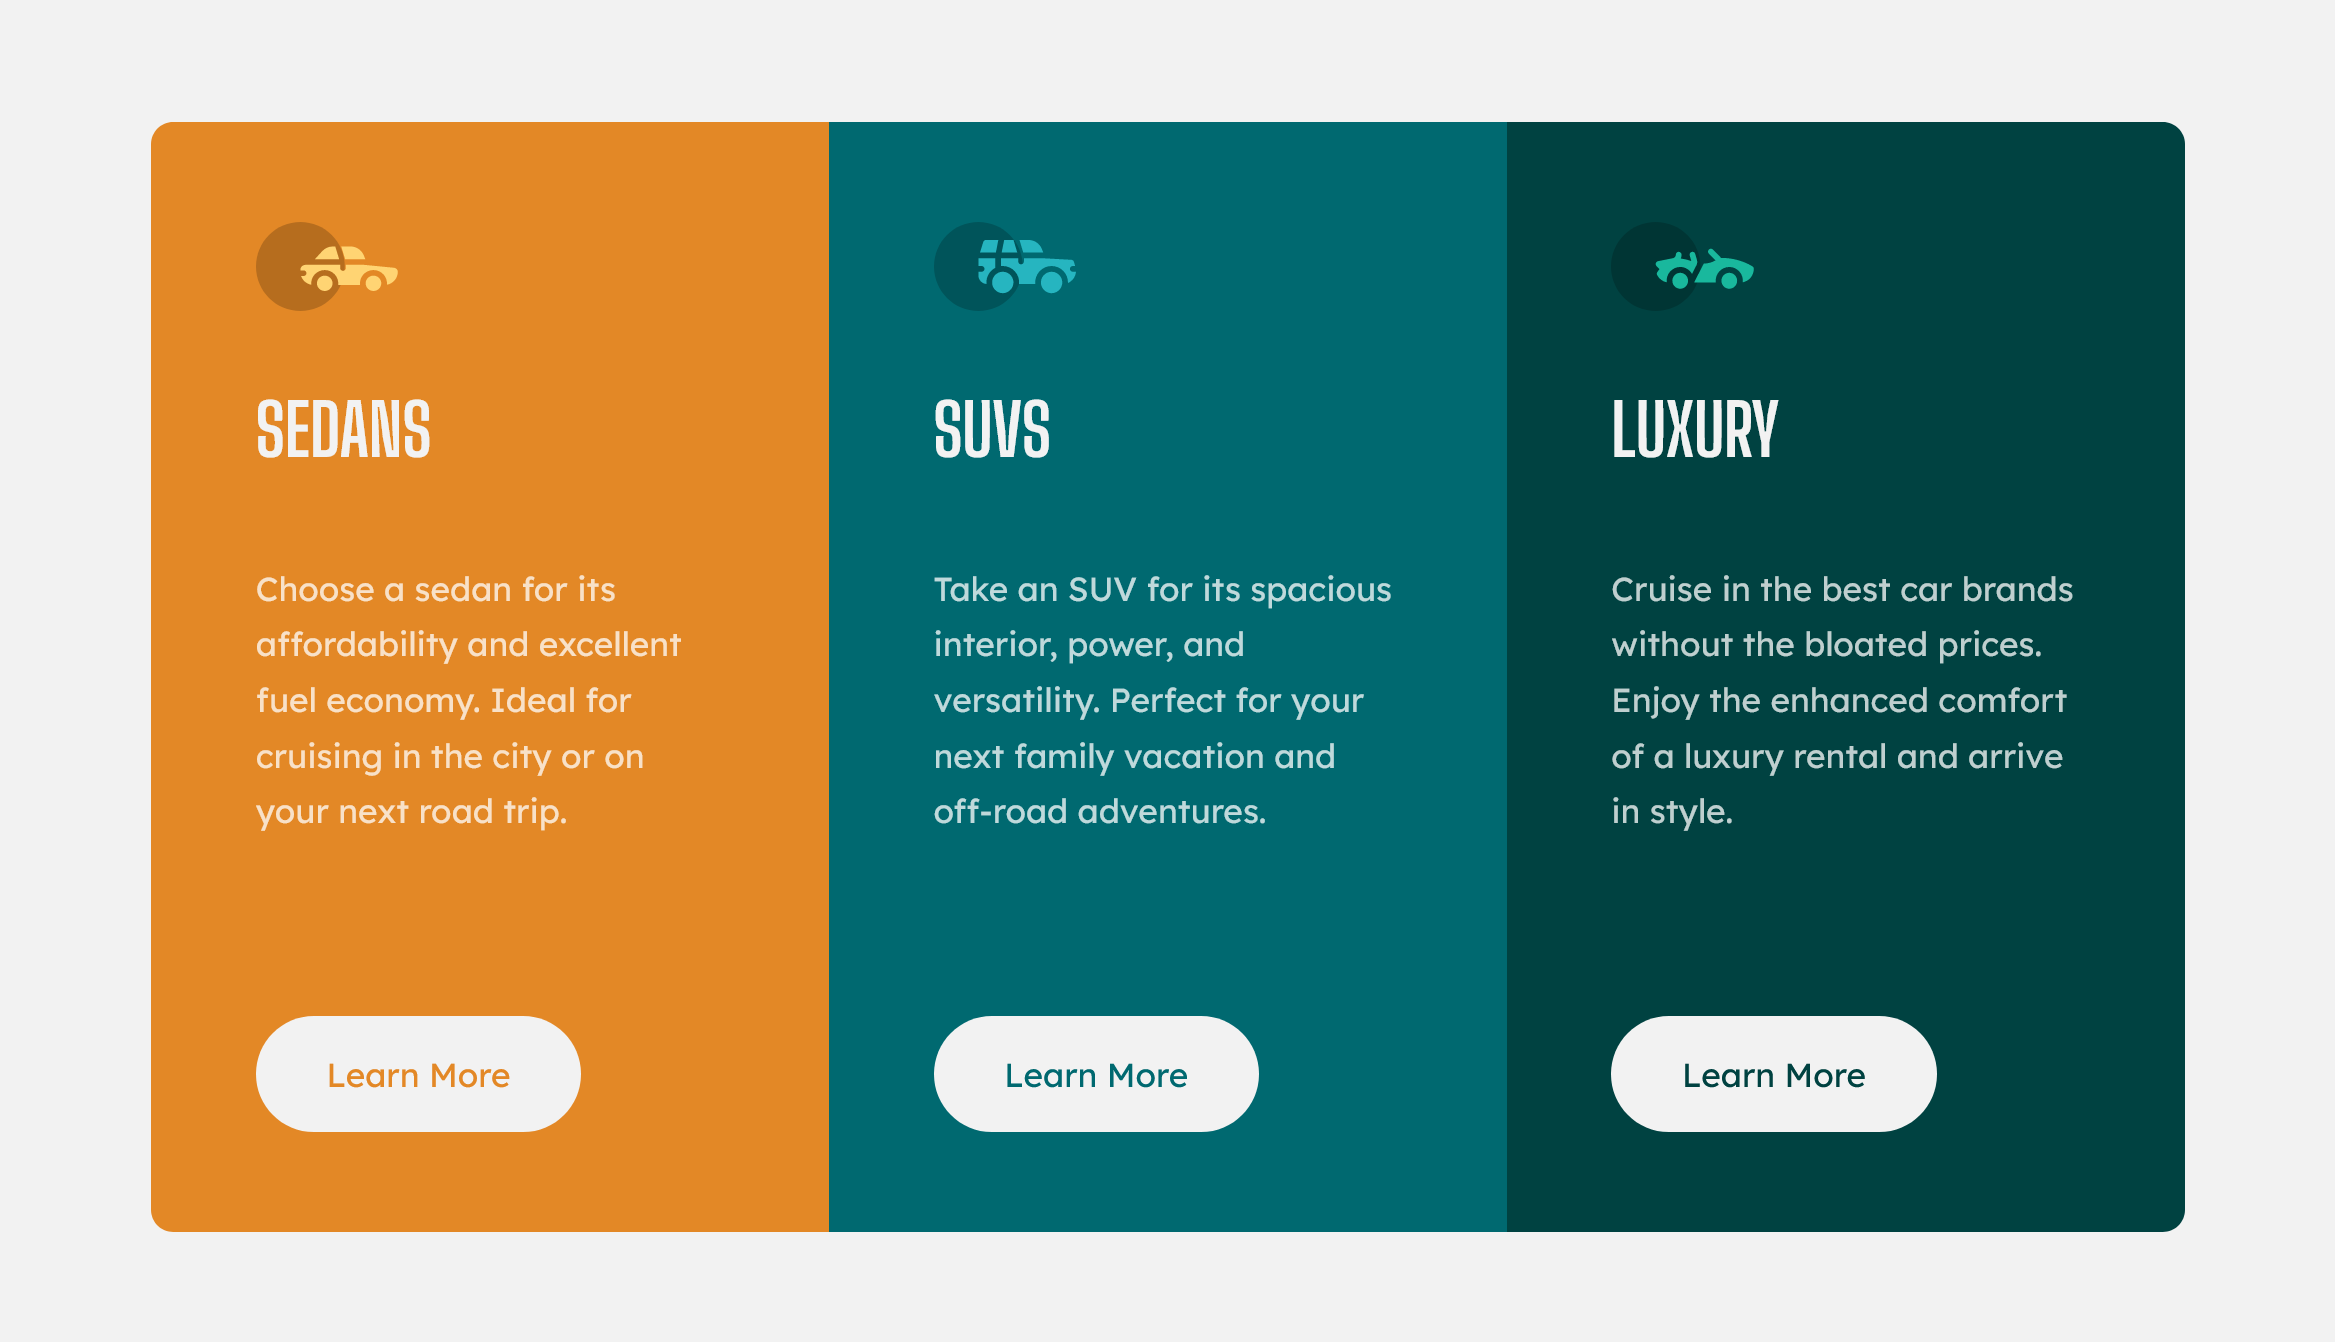 SEDANS
Choose a sedan for its
affordability and excellent
fuel economy. Ideal for
cruising in the city or on
your next road trip.
Learn More
SUVS
Take an SUV for its spacious
interior, power, and
versatility. Perfect for your
next family vacation and
off-road adventures.
Learn More
LUXURY
Cruise in the best car brands
without the bloated prices.
Enjoy the enhanced comfort
of a luxury rental and arrive
in style.
Learn More